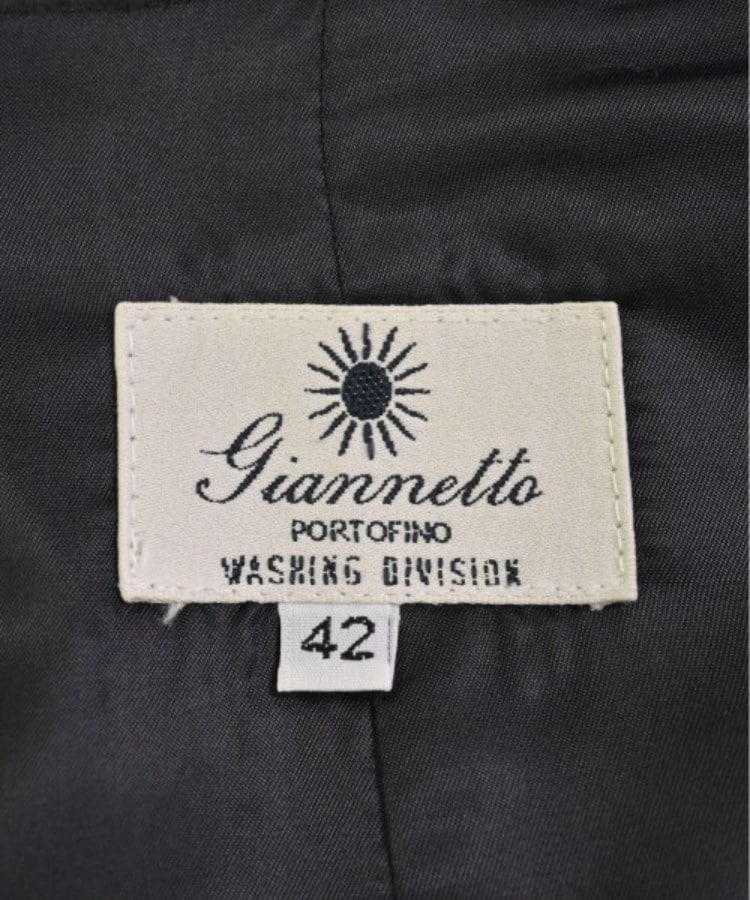 Giannetto
PORTOFINO
WASHING DIVISION
42